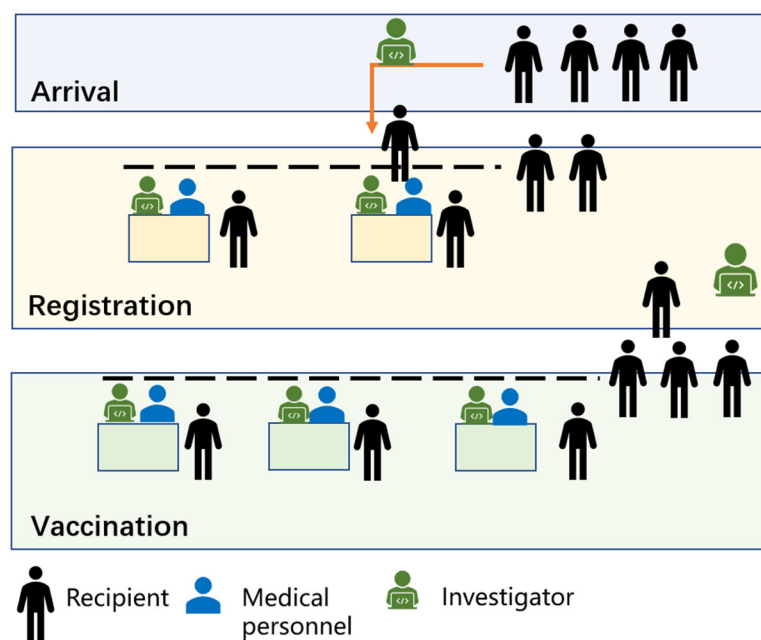 Arrival
Registration
Vaccination
Recipient
Medical
personnel
Investigator